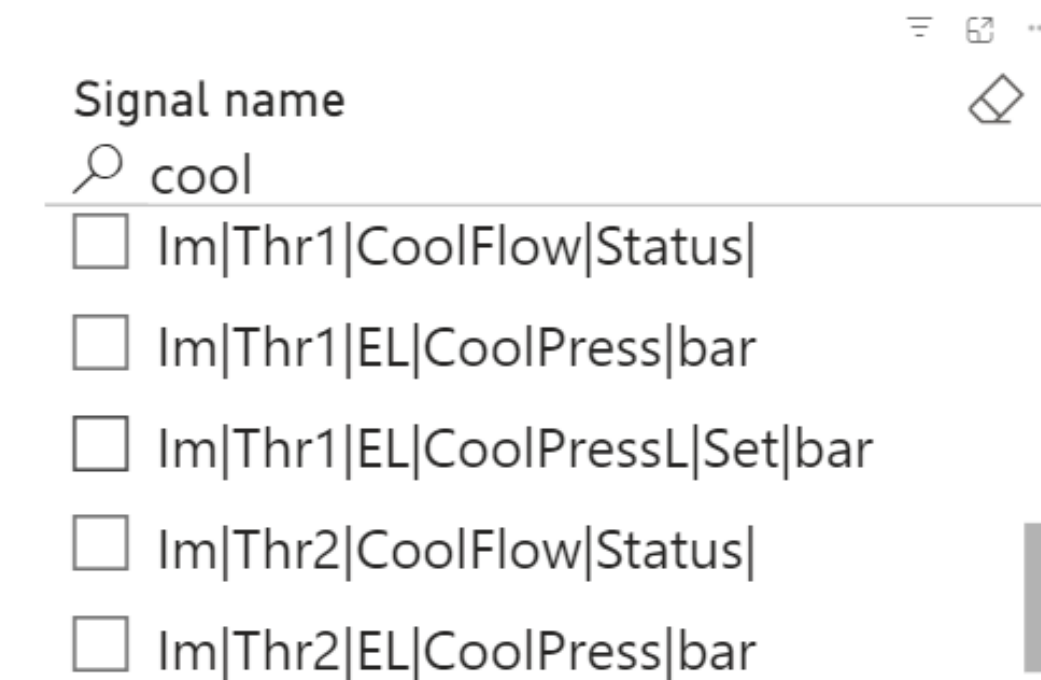 Signal name
cool
Im|Thr1|CoolFlow|Status|
Im|Thr1|EL|CoolPress|bar
Im|Thr1|EL|CoolPressL|Set|bar
Im|Thr2|CoolFlow|Status|
Im|Thr2|EL|CoolPress|bar